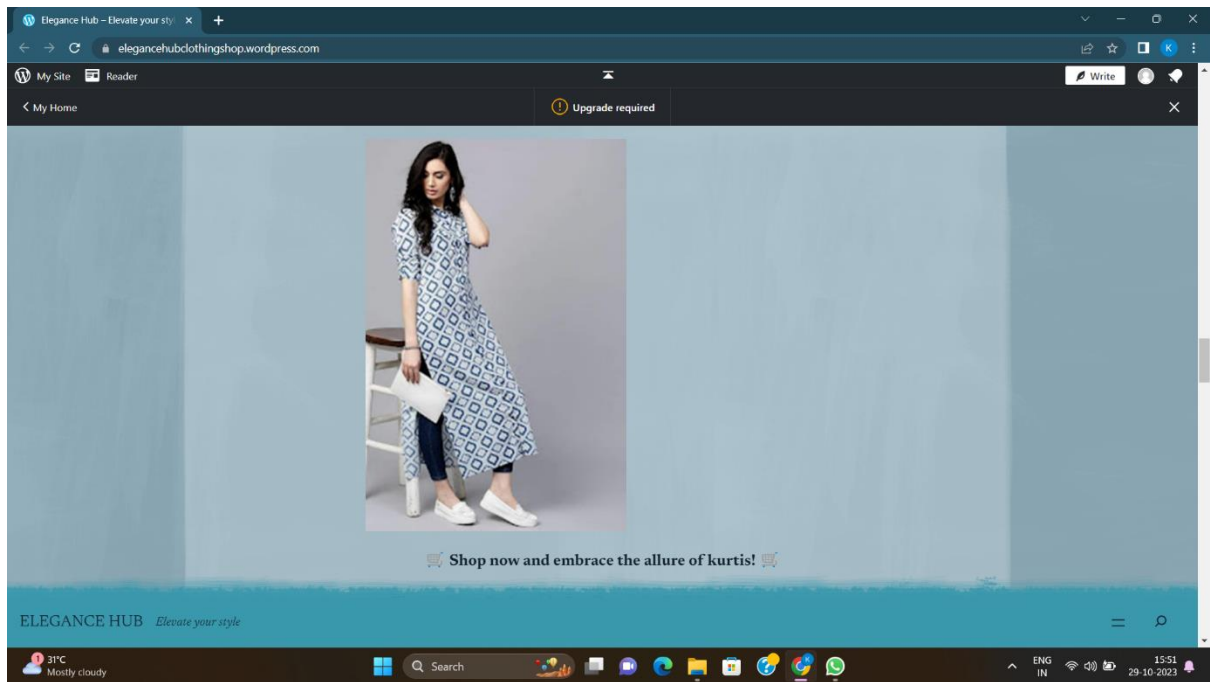 Elegance Hub – Elevate your sty
elegancehubclothingshop.wordpress.com
K
My Site Reader
Write
My Home
Upgrade required
🛒 Shop now and embrace the allure of kurtis! 🛒
ELEGANCE HUB Elevate your style
1
31°C
Mostly cloudy
Search
ENG
IN
15:51
29-10-2023